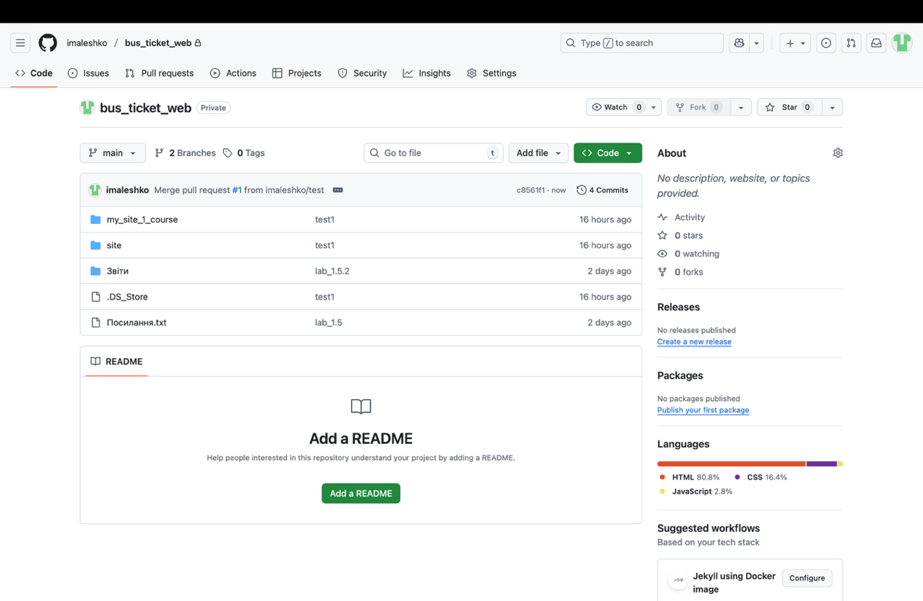 imaleshko / bus_ticket_web
Type / to search
Code Issues Pull requests Actions Projects Security Insights Settings
bus_ticket_web Private
Watch 0 Fork 0 Star 0
main 2 Branches 0 Tags
Go to file t Add file Code
imaleshko Merge pull request #1 from imaleshko/test c8561f1 · now 4 Commits
my_site_1_course test1 16 hours ago
site test1 16 hours ago
Звіти lab_1.5.2 2 days ago
.DS_Store test1 16 hours ago
Посилання.txt lab_1.5 2 days ago
README
Add a README
Help people interested in this repository understand your project by adding a README.
Add a README
About
No description, website, or topics
provided.
Activity
0 stars
0 watching
0 forks
Releases
No releases published
Create a new release
Packages
No packages published
Publish your first package
Languages
HTML 80.8% CSS 16.4%
JavaScript 2.8%
Suggested workflows
Based on your tech stack
Jekyll using Docker
image
Configure